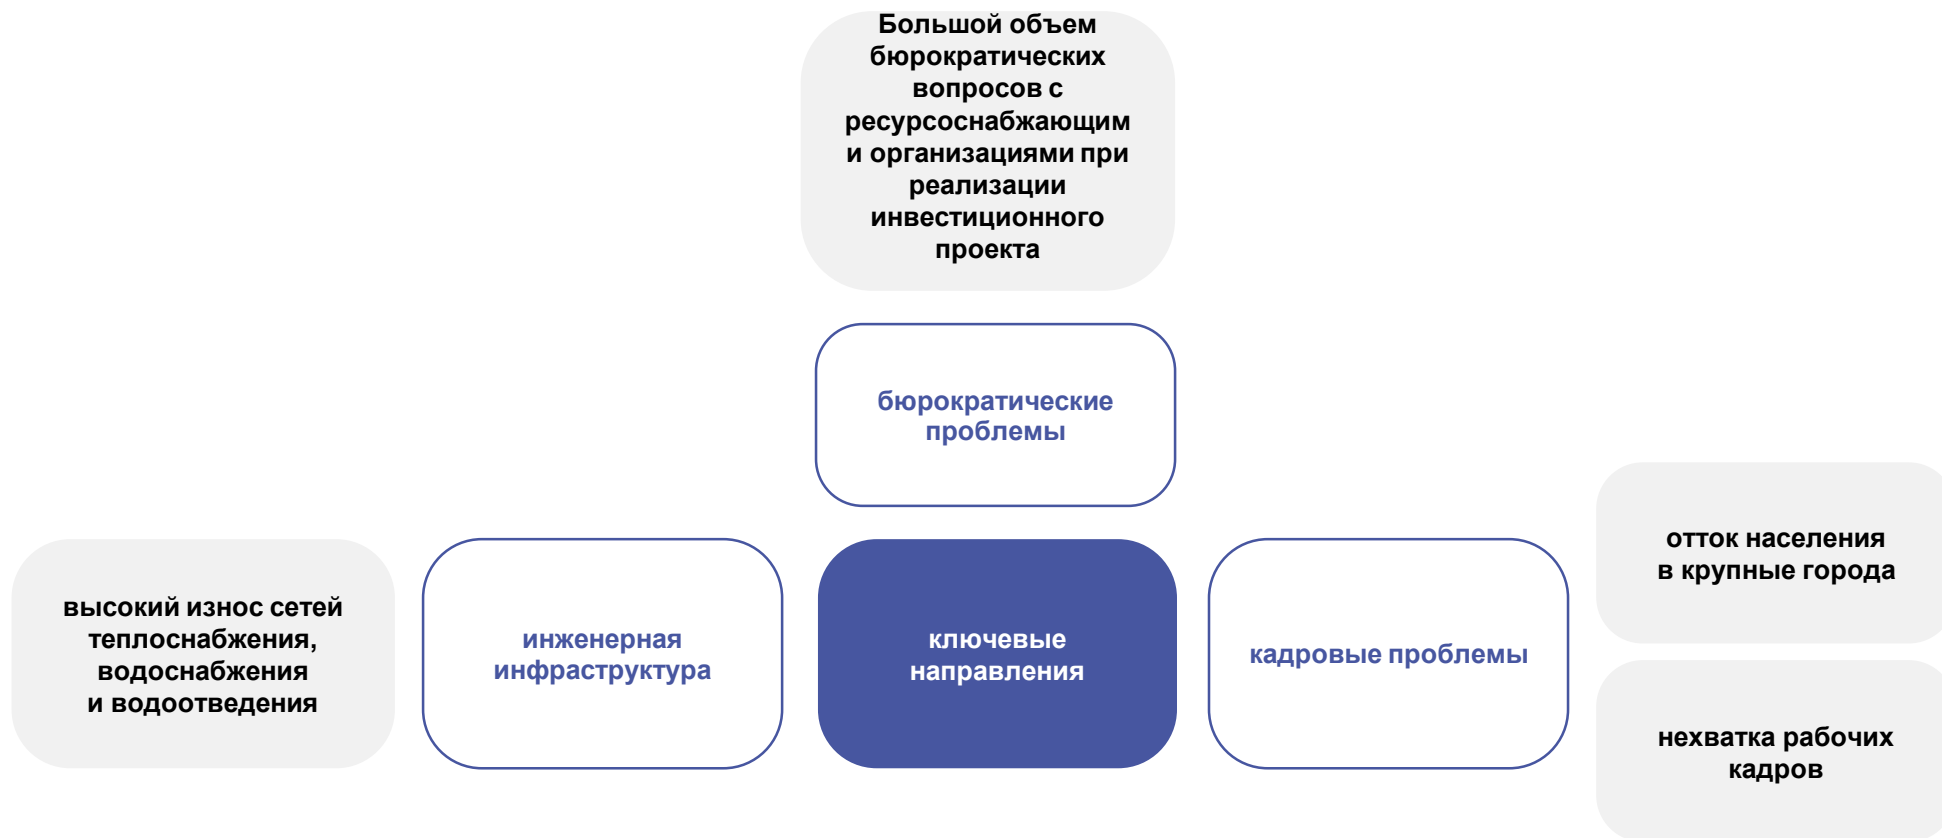 Большой объем
бюрократических
вопросов с
ресурсоснабжающим
и организациями при
реализации
инвестиционного
проекта
бюрократические
проблемы
высокий износ сетей
теплоснабжения,
водоснабжения
и водоотведения
инженерная
инфраструктура
ключевые
направления
кадровые проблемы
отток населения
в крупные города
нехватка рабочих
кадров